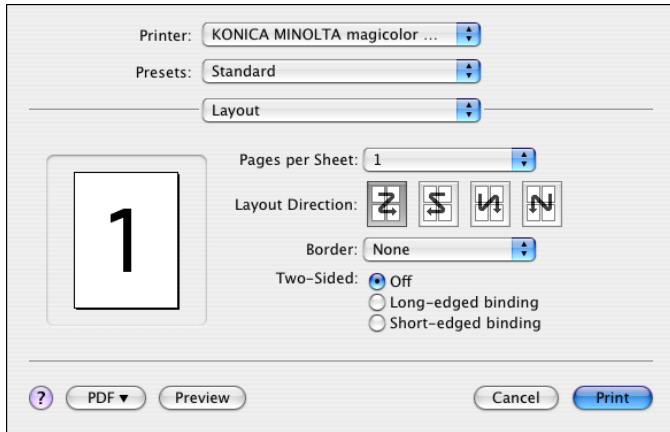 Printer: KONICA MINOLTA magicolor ...
Presets: Standard
Layout
Pages per Sheet: 1
Layout Direction:
1
Border: None
Two-Sided: Off
Long-edged binding
Short-edged binding
? PDF▼ Preview Cancel Print